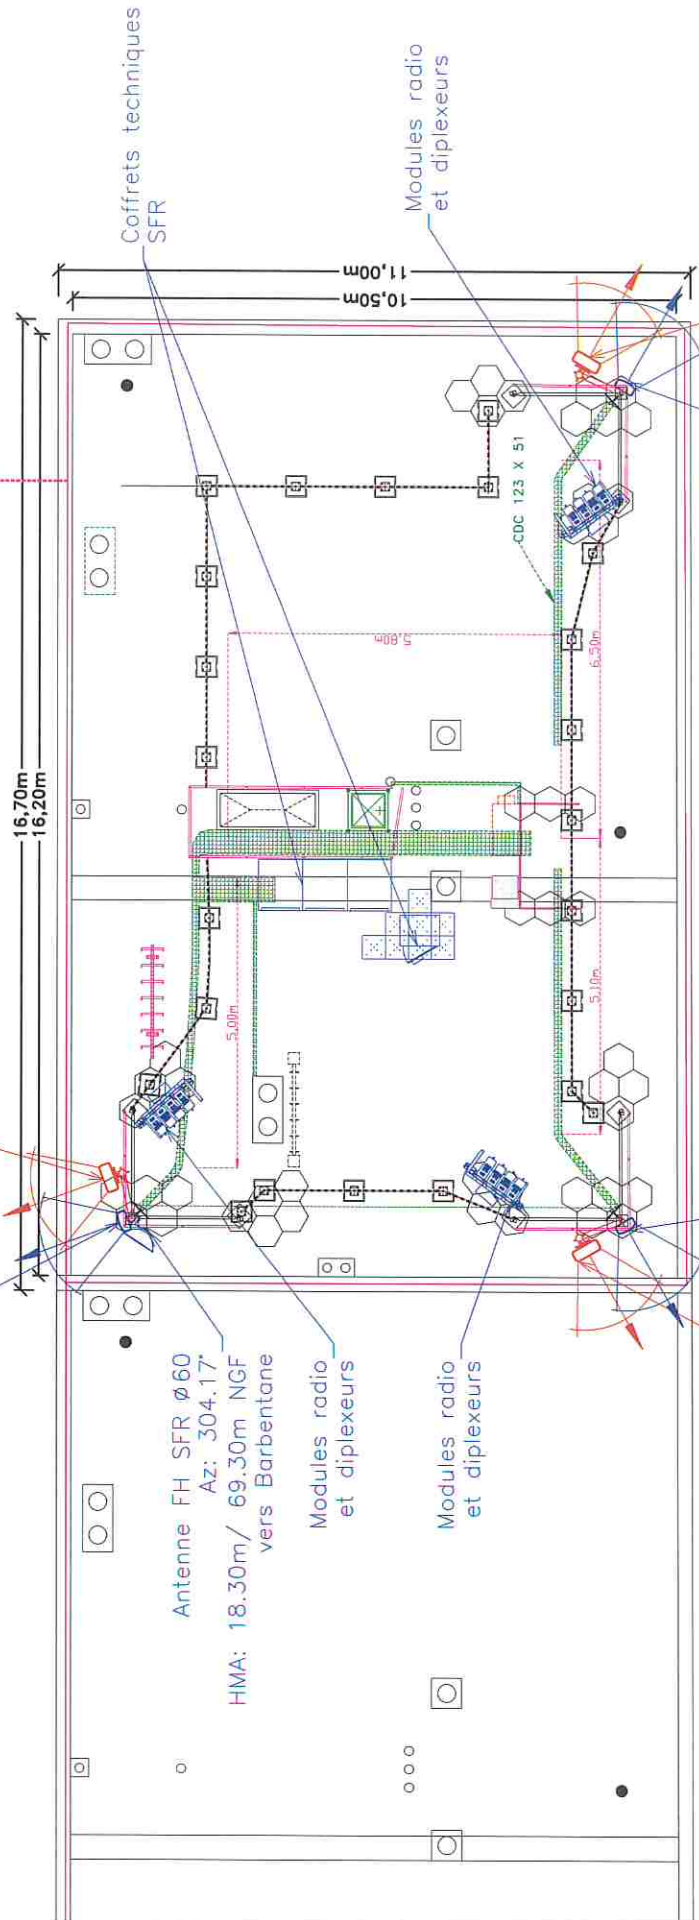 Coffrets techniques
SFR
Modules radio
et diplexeurs
11,00m
10,50m
16,70m
16,20m
CDC 123 X 51
5,80m
6,50m
5,00m
5,10m
Antenne FH SFR Ø60
Az: 304.17°
HMA: 18.30m/ 69.30m NGF
vers Barbentane
Modules radio
et diplexeurs
Modules radio
et diplexeurs